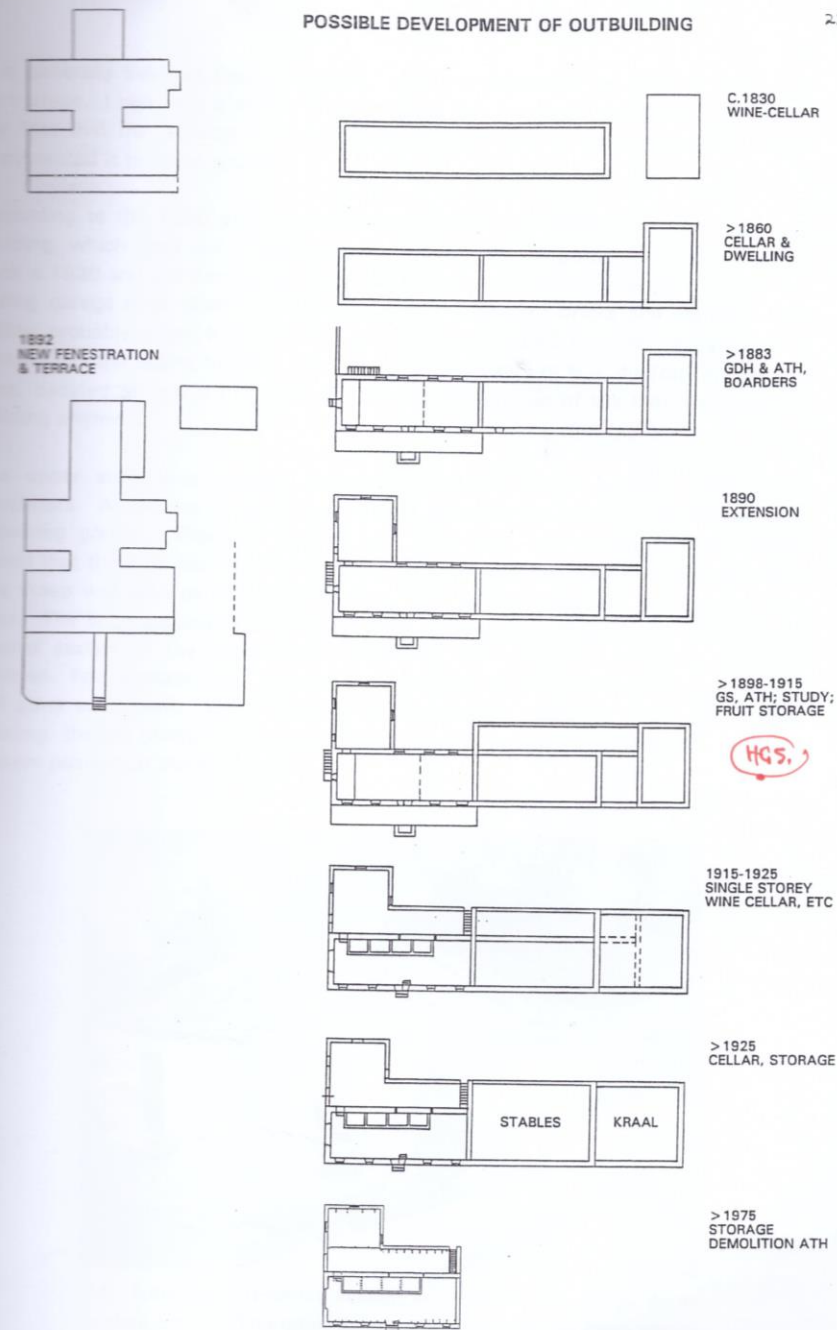 POSSIBLE DEVELOPMENT OF OUTBUILDING
2
C.1830
WINE-CELLAR
>1860
CELLAR &
DWELLING
1892
NEW FENESTRATION
& TERRACE
>1883
GDH & ATH,
BOARDERS
1890
EXTENSION
>1898-1915
GS, ATH; STUDY;
FRUIT STORAGE
HGS.
1915-1925
SINGLE STOREY
WINE CELLAR, ETC
>1925
CELLAR, STORAGE
STABLES
KRAAL
>1975
STORAGE
DEMOLITION ATH